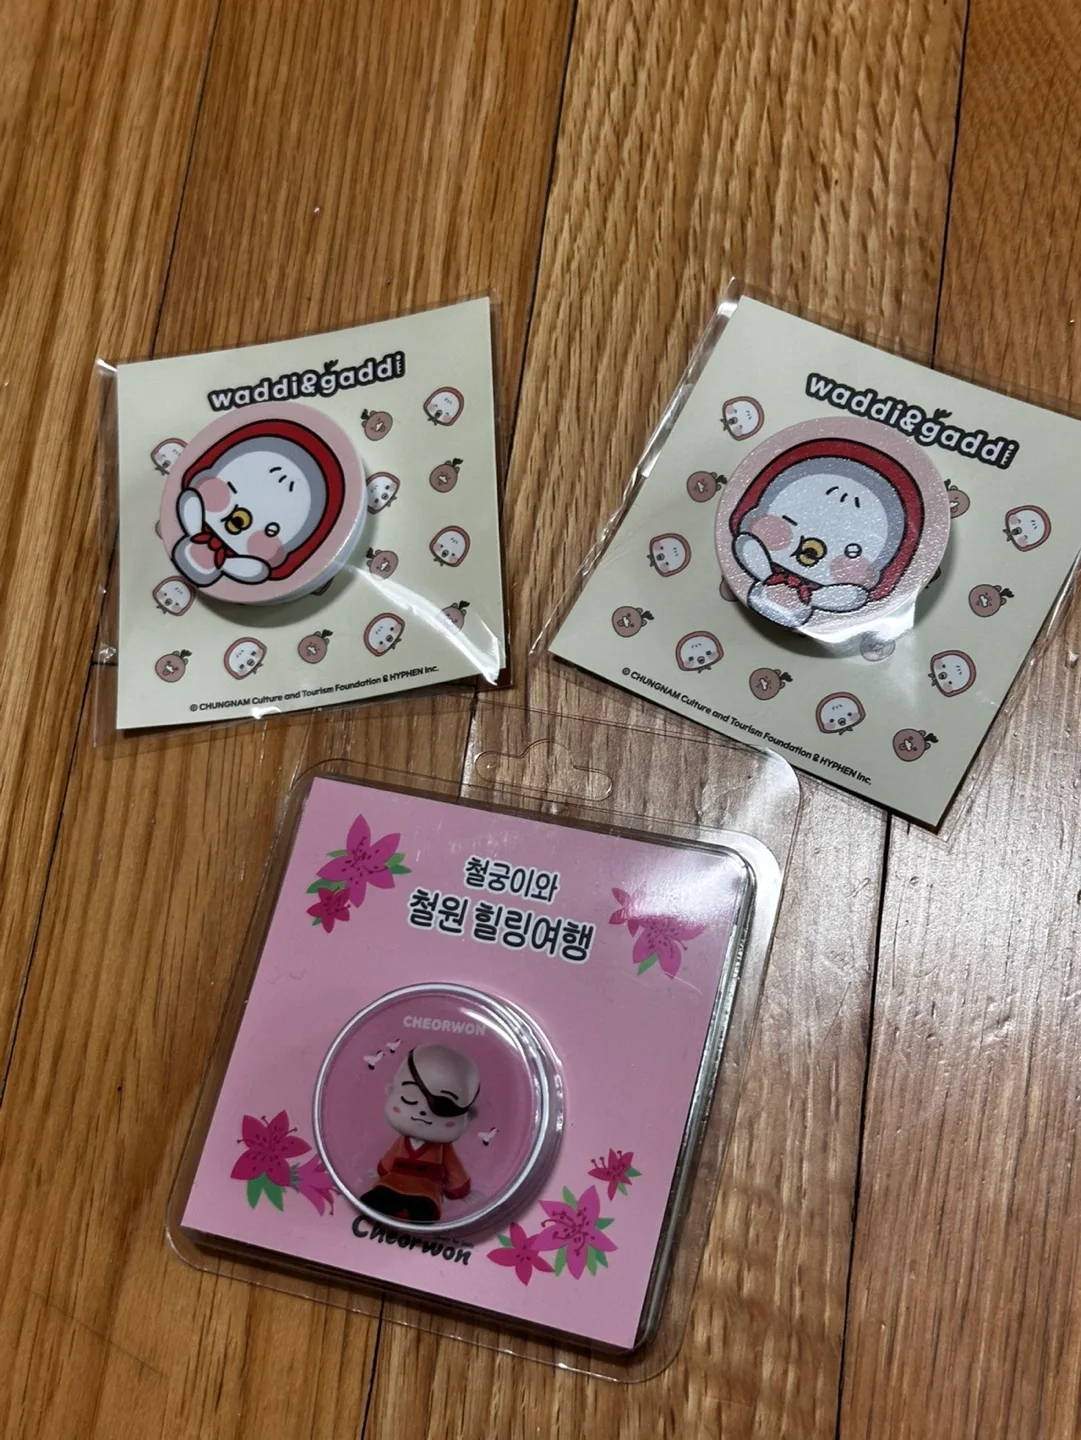 waddi&gaddi
© CHUNGNAM Culture and Tourism Foundation & HYPHEN Inc.
waddi&gaddi
© CHUNGNAM Culture and Tourism Foundation & HYPHEN Inc.
철궁이와
철원 힐링여행
CHEORWON
Cheorwon